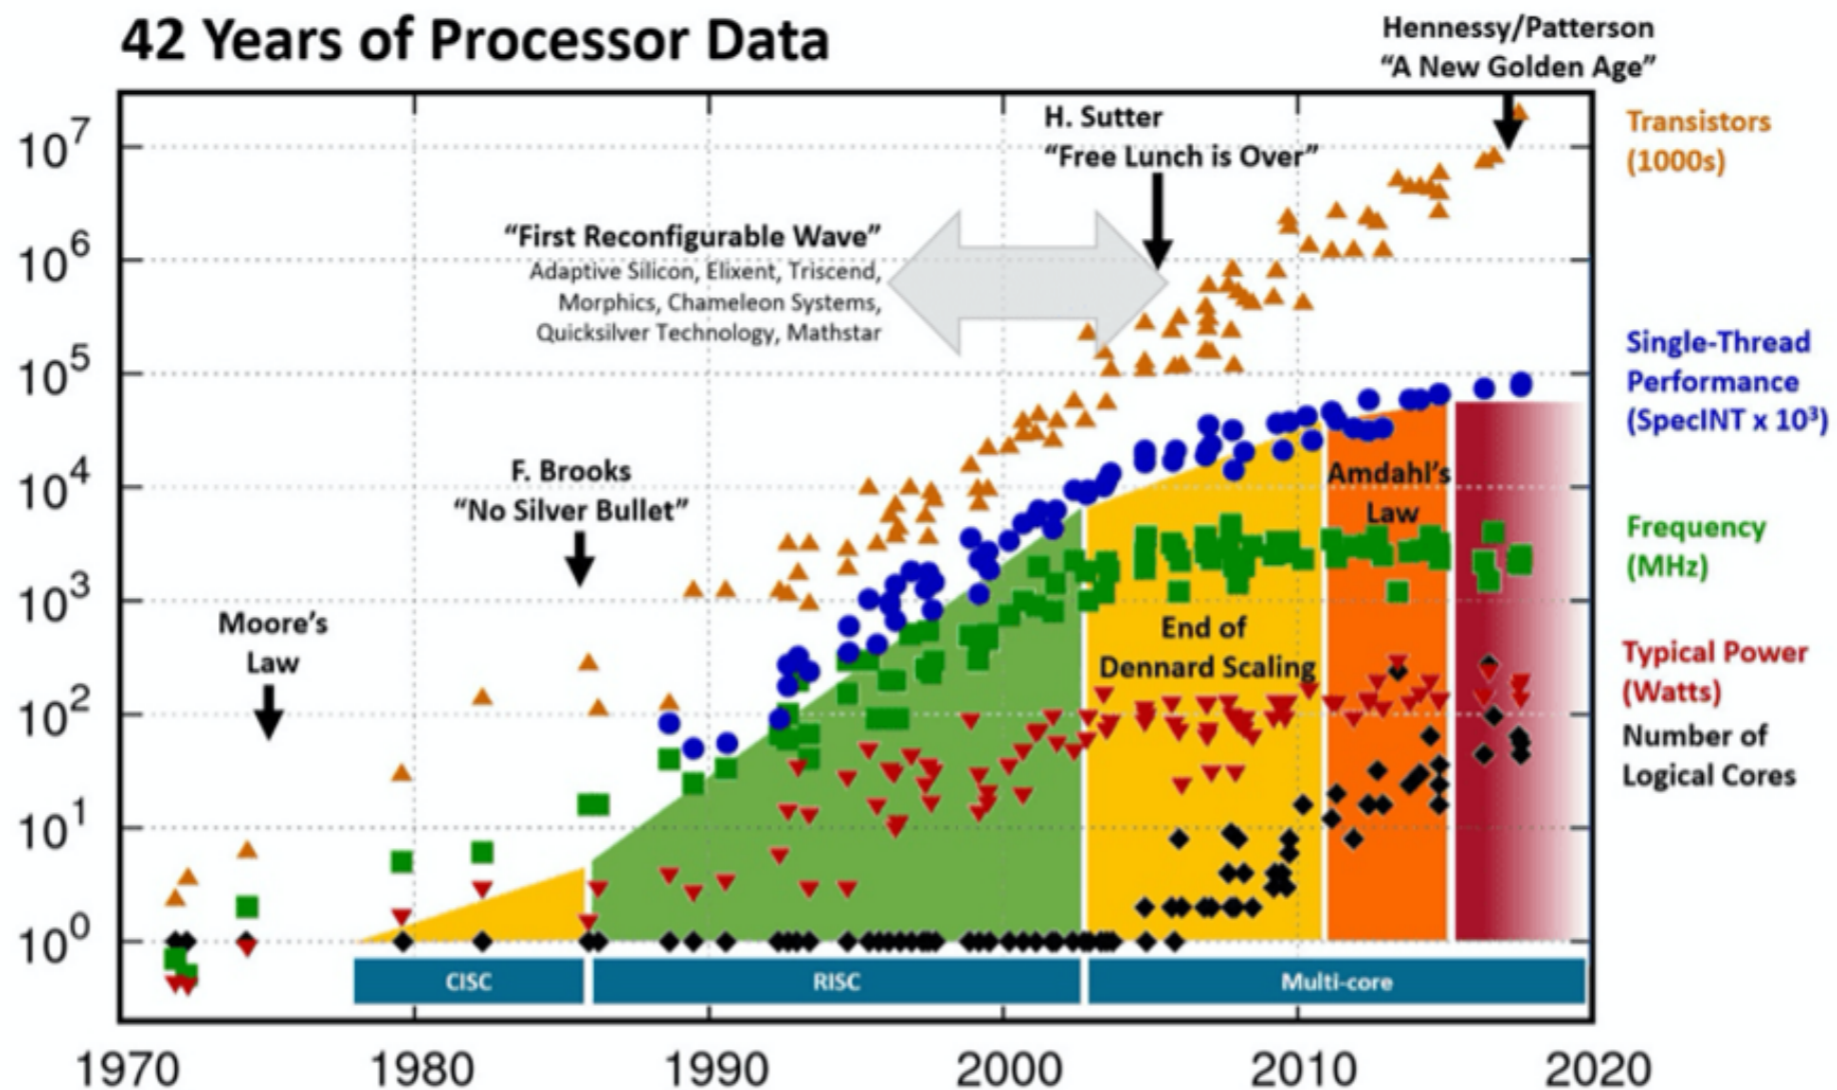 42 Years of Processor Data
Hennessy/Patterson
“A New Golden Age”
10⁷
10⁶
10⁵
10⁴
10³
10²
10¹
10⁰
H. Sutter
“Free Lunch is Over”
“First Reconfigurable Wave”
Adaptive Silicon, Elixent, Triscend,
Morphics, Chameleon Systems,
Quicksilver Technology, Mathstar
F. Brooks
“No Silver Bullet”
Moore’s
Law
Amdahl’s
Law
End of
Dennard Scaling
Transistors
(1000s)
Single-Thread
Performance
(SpecINT x 10³)
Frequency
(MHz)
Typical Power
(Watts)
Number of
Logical Cores
CISC
RISC
Multi-core
1970
1980
1990
2000
2010
2020